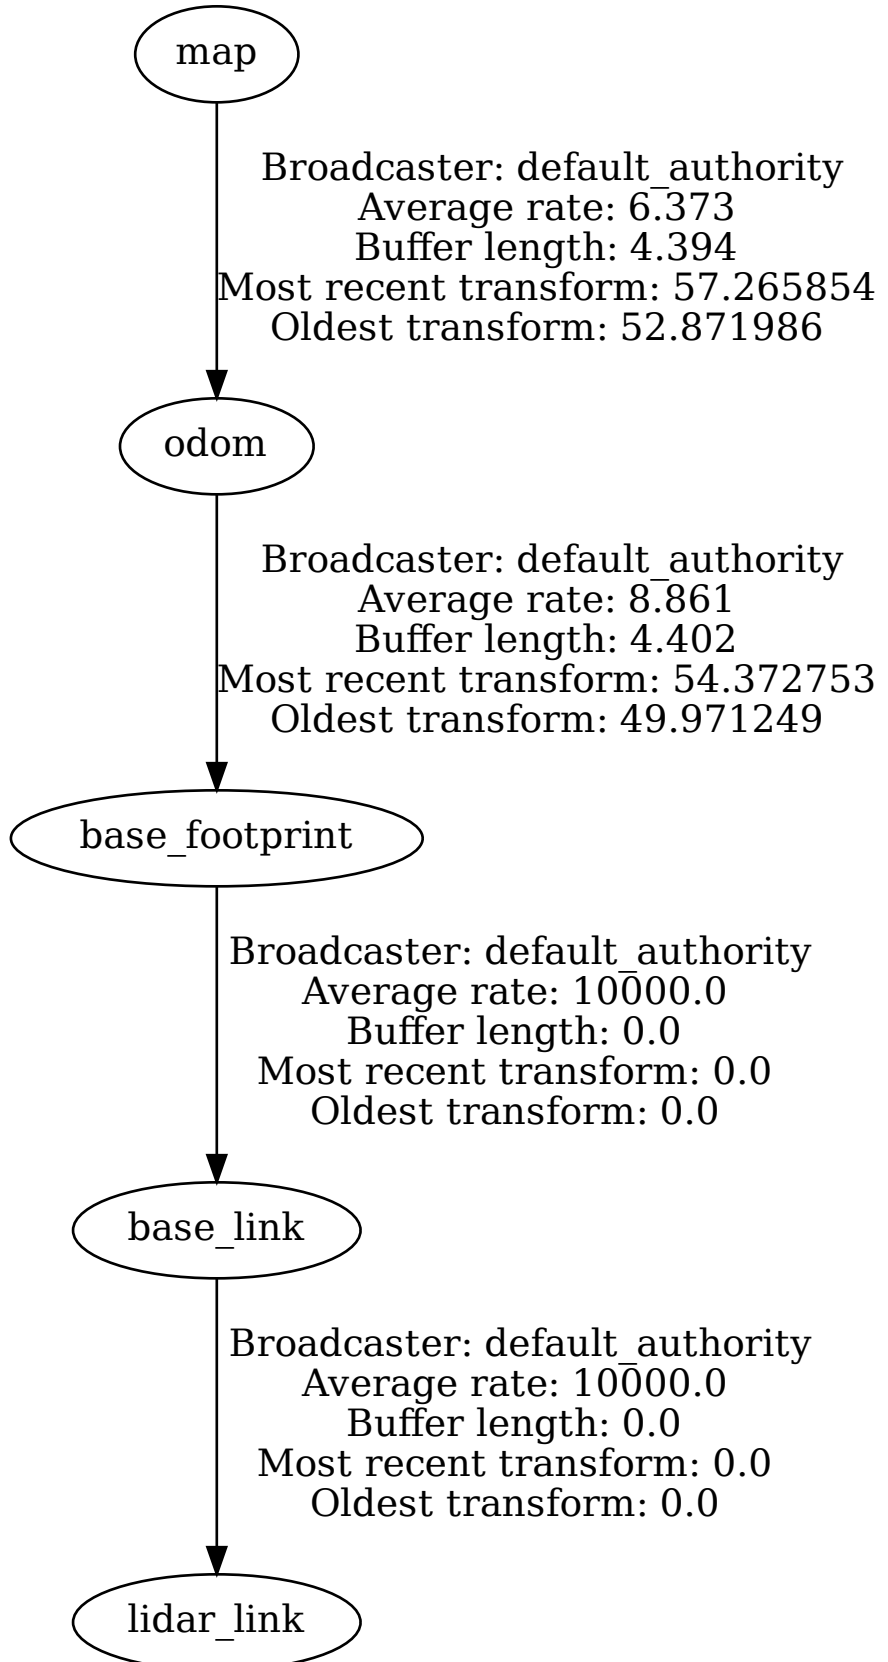 map
Broadcaster: default_authority
Average rate: 6.373
Buffer length: 4.394
Most recent transform: 57.265854
Oldest transform: 52.871986
odom
Broadcaster: default_authority
Average rate: 8.861
Buffer length: 4.402
Most recent transform: 54.372753
Oldest transform: 49.971249
base_footprint
Broadcaster: default_authority
Average rate: 10000.0
Buffer length: 0.0
Most recent transform: 0.0
Oldest transform: 0.0
base_link
Broadcaster: default_authority
Average rate: 10000.0
Buffer length: 0.0
Most recent transform: 0.0
Oldest transform: 0.0
lidar_link